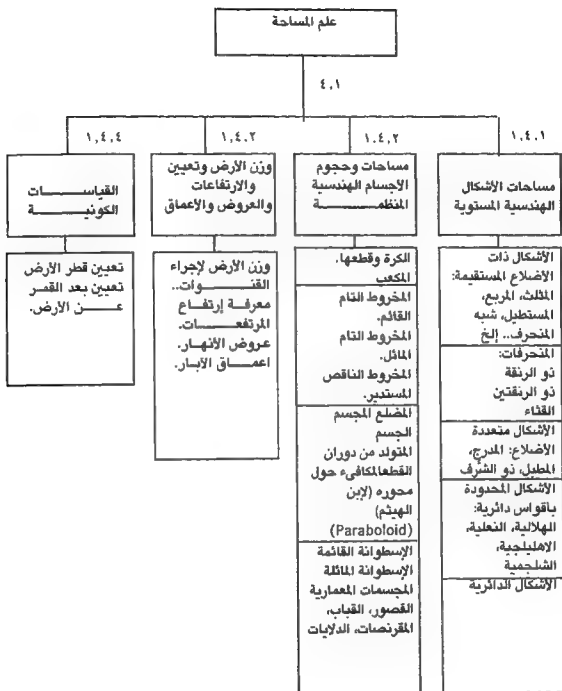 علم المساحة
٤,١
١,٤,١
مساحات الأشكال
الهندسية المستوية
الأشكال ذات
الأضلاع المستقيمة:
المثلث، المربع،
المستطيل، شبه
المنحرف.. إلخ
المنحرفات:
ذو الرنقة
ذو الرنقتين
القثاء
الأشكال متعددة
الأضلاع: المدرج،
المطبل، ذو الشرف
الأشكال المحدودة
بأقواس دائرية:
الهلالية، النعلية،
الاهليلجية،
الشلجمية
الأشكال الدائرية
١,٤,٢
مساحات وحجوم
الأجسام الهندسية
المنظمة
الكرة وقطعها.
المكعب
المخروط التام
القائم.
المخروط التام
المائل.
المخروط الناقص
المستدير.
المضلع المجسم
الجسم
المتولد من دوران
القطعالمكافىء حول
محوره (لإبن
الهيثم)
(Paraboloid)
الإسطوانة القائمة
الإسطوانة المائلة
المجسمات المعمارية
القصور، القباب،
المقرنصات، الدلايات
١,٤,٢
وزن الأرض وتعيين
والارتفاعات
والعروض والأعماق
وزن الأرض لإجراء
القنوات..
معرفة إرتفاع
المرتفعات.
عروض الأنهار.
اعماق الآبار.
١,٤,٤
القياسات
الكونية
تعيين قطر الأرض
تعيين بعد القمر
عن الأرض.